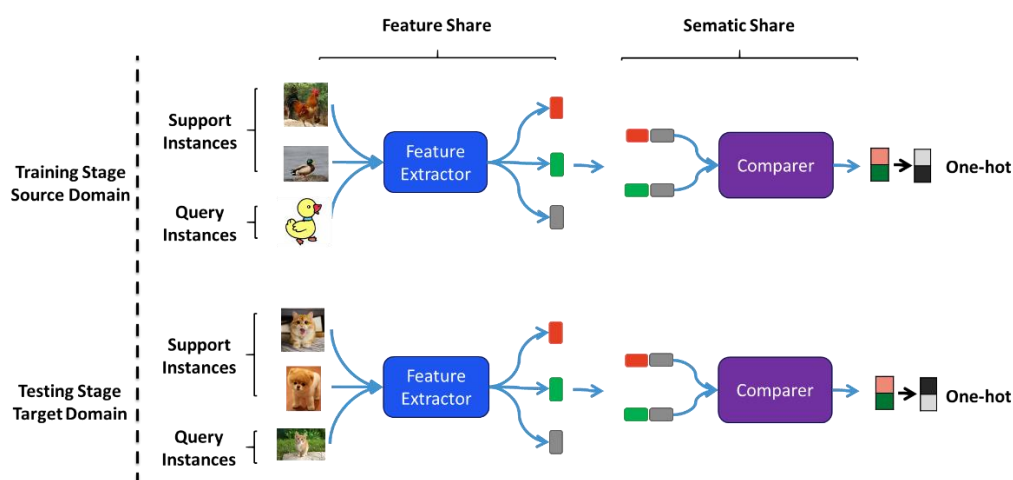 Feature Share
Sematic Share
Support
Instances
Feature
Extractor
Comparer
One-hot
Training Stage
Source Domain
Query
Instances
Support
Instances
Feature
Extractor
Comparer
One-hot
Testing Stage
Target Domain
Query
Instances